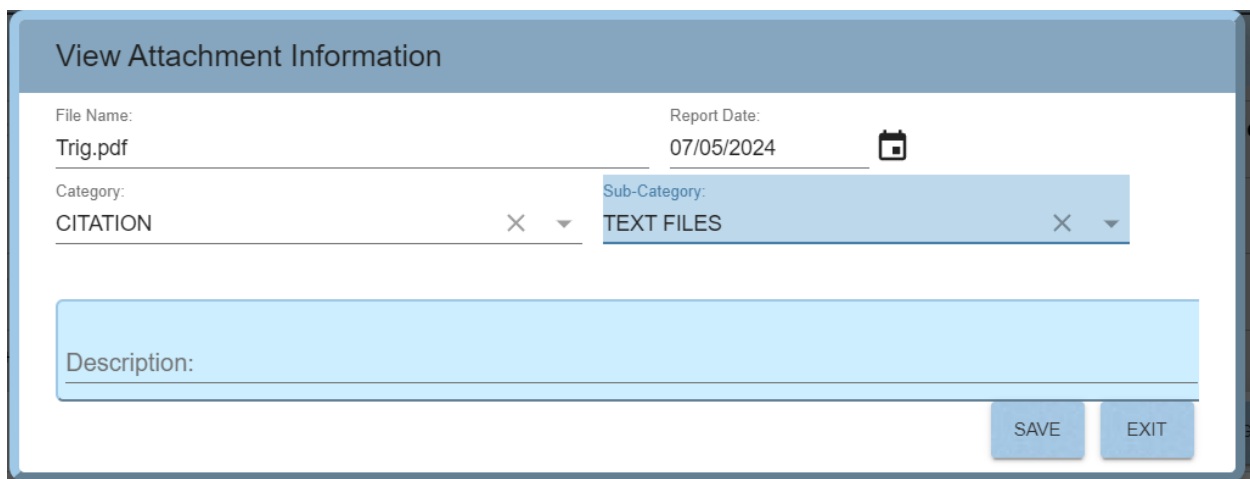 View Attachment Information
File Name:
Trig.pdf
Report Date:
07/05/2024
Category:
CITATION
Sub-Category:
TEXT FILES
Description:
SAVE
EXIT